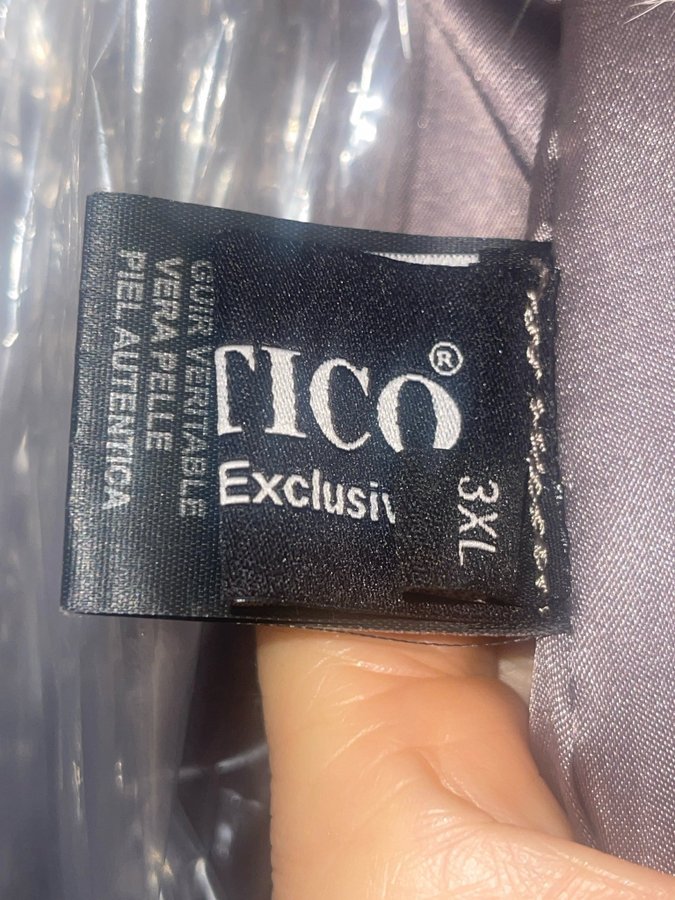 TICO®
Exclusiv
3XL
CUIR VERITABLE
VERA PELLE
PIEL AUTENTICA